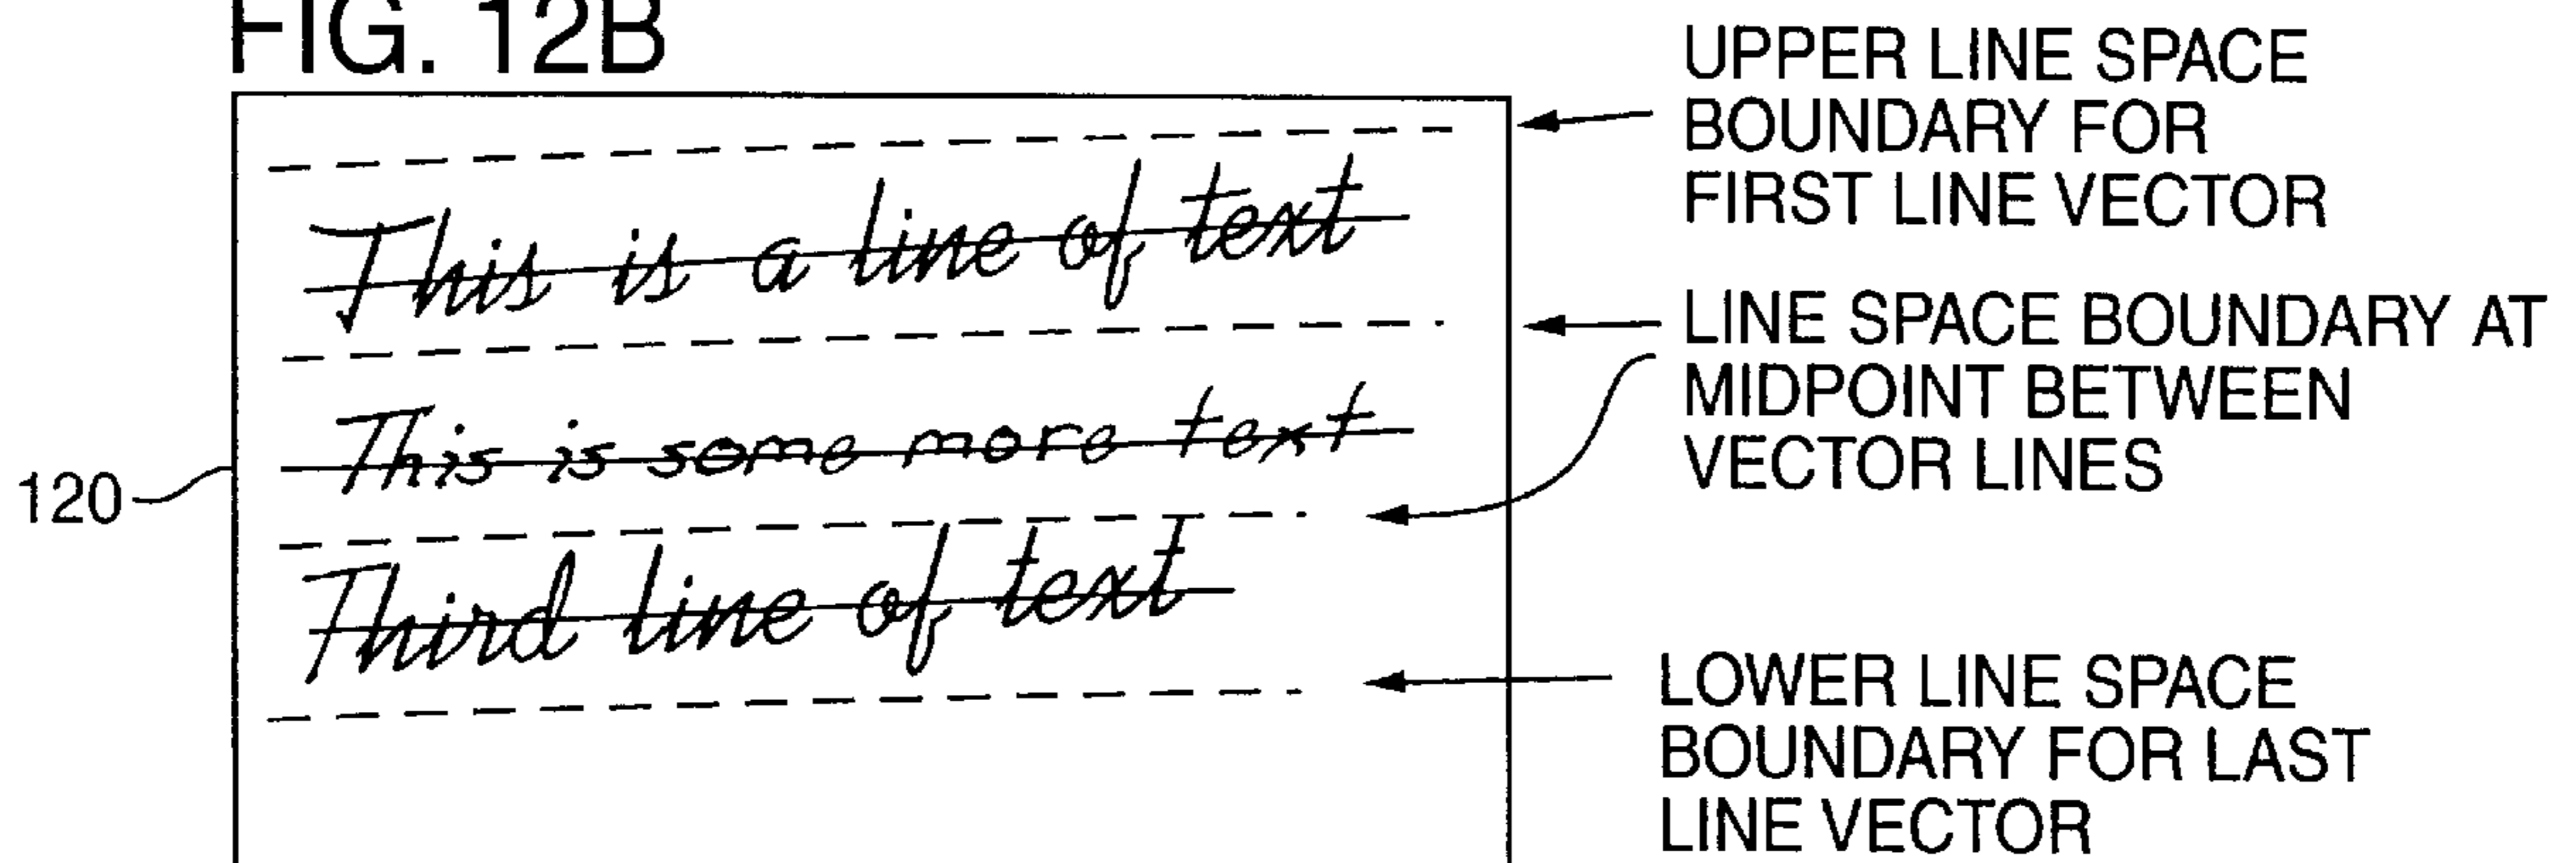 FIG. 12B
UPPER LINE SPACE
BOUNDARY FOR
FIRST LINE VECTOR
This is a line of text
LINE SPACE BOUNDARY AT
MIDPOINT BETWEEN
VECTOR LINES
This is some more text
120
Third line of text
LOWER LINE SPACE
BOUNDARY FOR LAST
LINE VECTOR